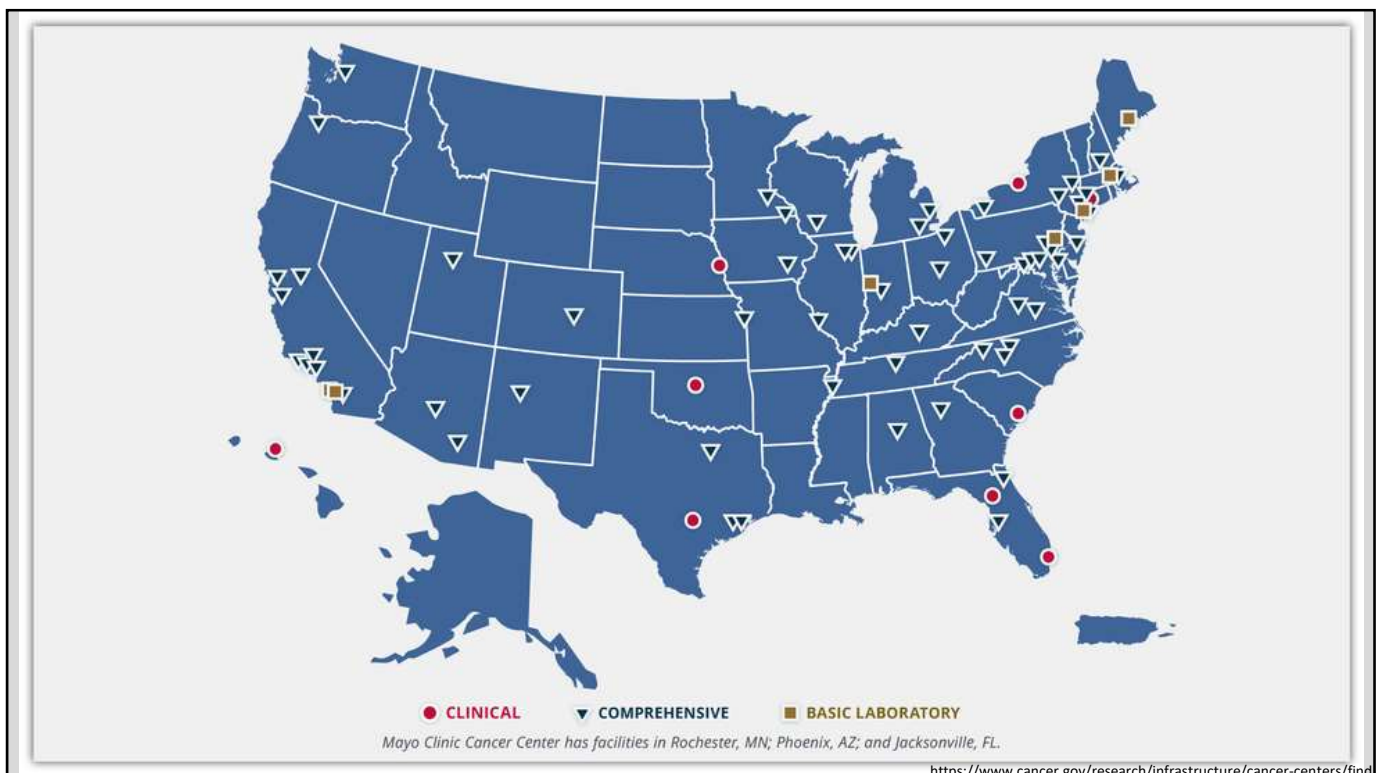 CLINICAL COMPREHENSIVE BASIC LABORATORY
Mayo Clinic Cancer Center has facilities in Rochester, MN; Phoenix, AZ; and Jacksonville, FL.
https://www.cancer.gov/research/infrastructure/cancer-centers/find